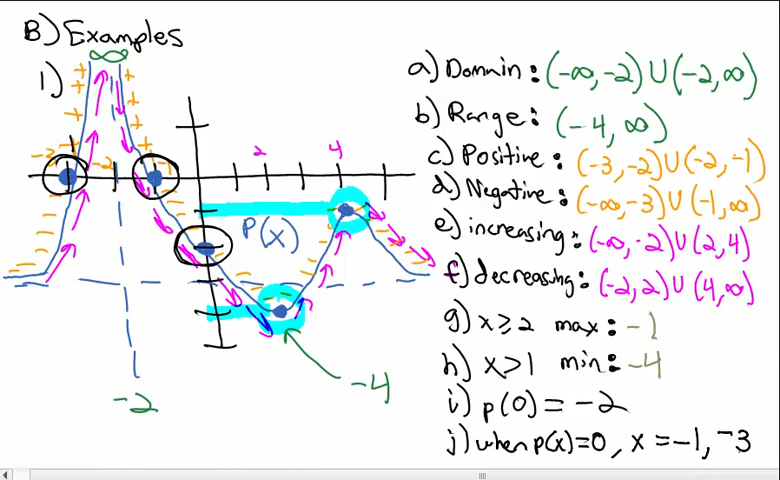 B) Examples
∞
1)
a) Domain: (-∞, -2) ∪ (-2, ∞)
b) Range: (-4, ∞)
c) Positive: (-3, -2) ∪ (-2, -1)
d) Negative: (-∞, -3) ∪ (-1, ∞)
e) increasing: (-∞, -2) ∪ (2, 4)
f) decreasing: (-2, 2) ∪ (4, ∞)
g) x ≥ 2 max: -1
h) x > 1 min: -4
i) p(0) = -2
j) when p(x)=0, x = -1, -3
-3
-2
2
4
P(x)
-4
-2